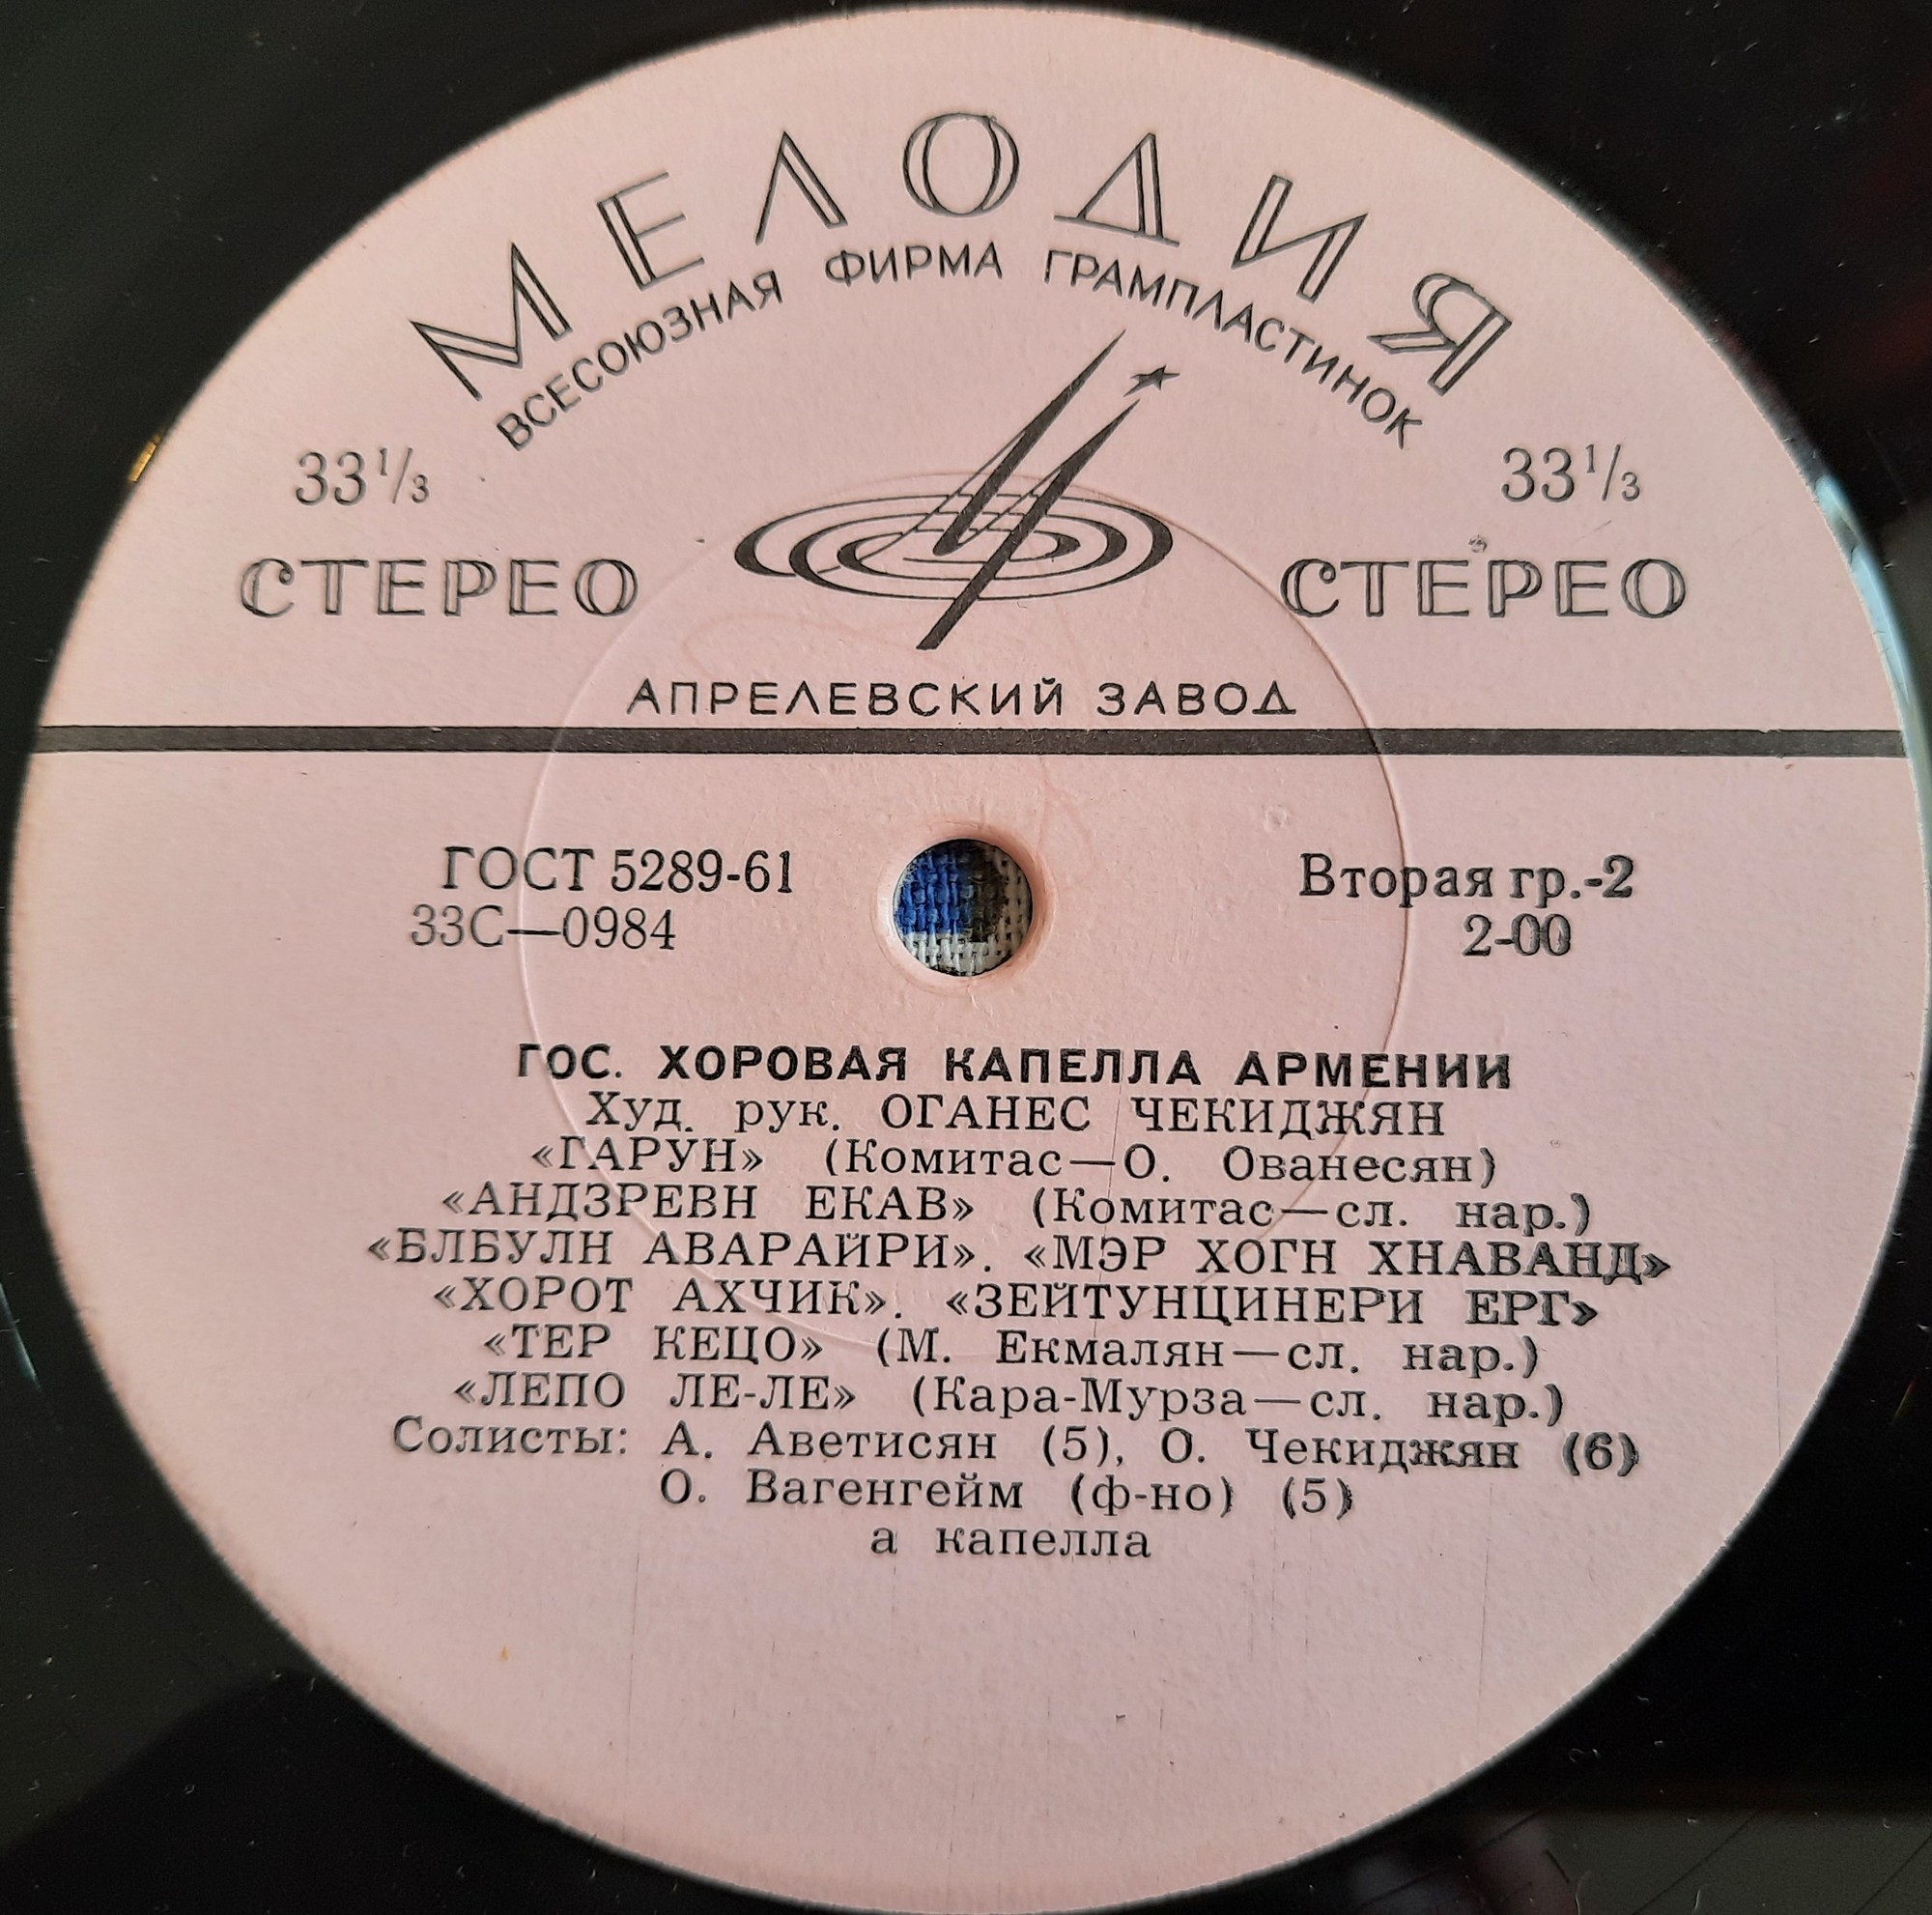 МЕЛОДИЯ
ВСЕСОЮЗНАЯ ФИРМА ГРАМПЛАСТИНОК
33⅓ 33⅓
СТЕРЕО СТЕРЕО
АПРЕЛЕВСКИЙ ЗАВОД
ГОСТ 5289-61 Вторая гр.-2
33С—0984 2-00
ГОС. ХОРОВАЯ КАПЕЛЛА АРМЕНИИ
Худ. рук. ОГАНЕС ЧЕКИДЖЯН
«ГАРУН» (Комитас—О. Ованесян)
«АНДЗРЕВН ЕКАВ» (Комитас—сл. нар.)
«БЛБУЛН АВАРАЙРИ». «МЭР ХОГН ХНАВАНД»
«ХОРОТ АХЧИК». «ЗЕЙТУНЦИНЕРИ ЕРГ»
«ТЕР КЕЦО» (М. Екмалян—сл. нар.)
«ЛЕПО ЛЕ-ЛЕ» (Кара-Мурза—сл. нар.)
Солисты: А. Аветисян (5), О. Чекиджян (6)
О. Вагенгейм (ф-но) (5)
а капелла